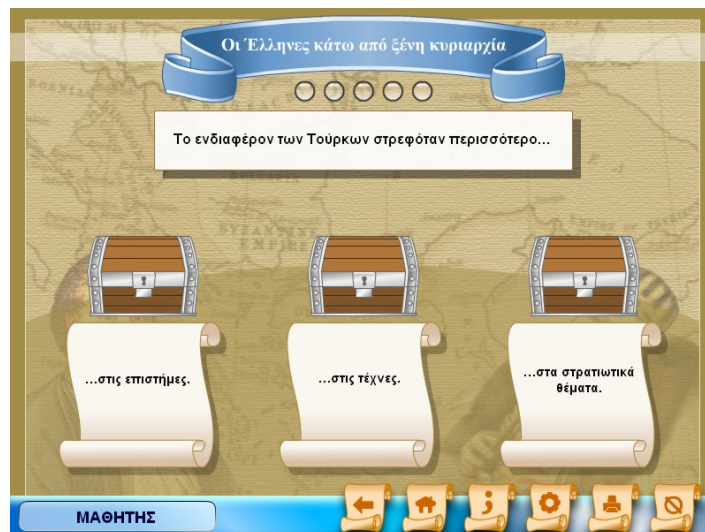 Οι Έλληνες κάτω από ξένη κυριαρχία
Το ενδιαφέρον των Τούρκων στρεφόταν περισσότερο...
...στις επιστήμες.
...στις τέχνες.
...στα στρατιωτικά
θέματα.
ΜΑΘΗΤΗΣ